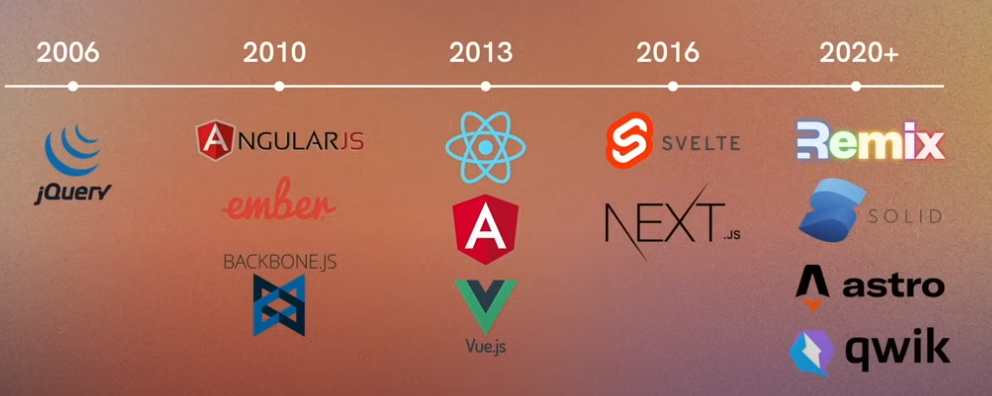 2006
2010
2013
2016
2020+
jQuery
ANGULARJS
ember
BACKBONE.JS
A
Vue.js
SVELTE
NEXT.JS
Remix
SOLID
astro
qwik